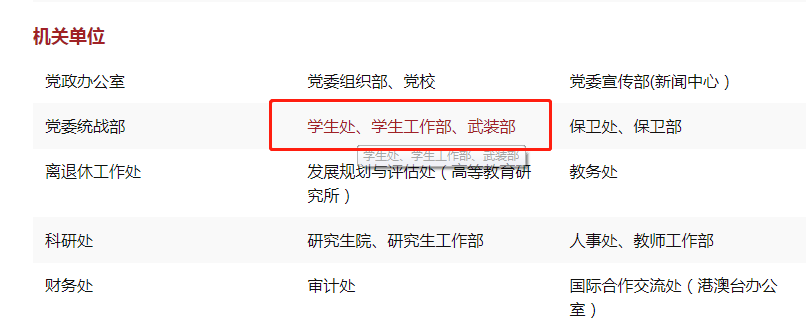 机关单位
党政办公室 党委组织部、党校 党委宣传部(新闻中心）
党委统战部 学生处、学生工作部、武装部 保卫处、保卫部
学生处、学生工作部、武装部
离退休工作处 发展规划与评估处（高等教育研 教务处
究所）
科研处 研究生院、研究生工作部 人事处、教师工作部
财务处 审计处 国际合作交流处（港澳台办公
室）